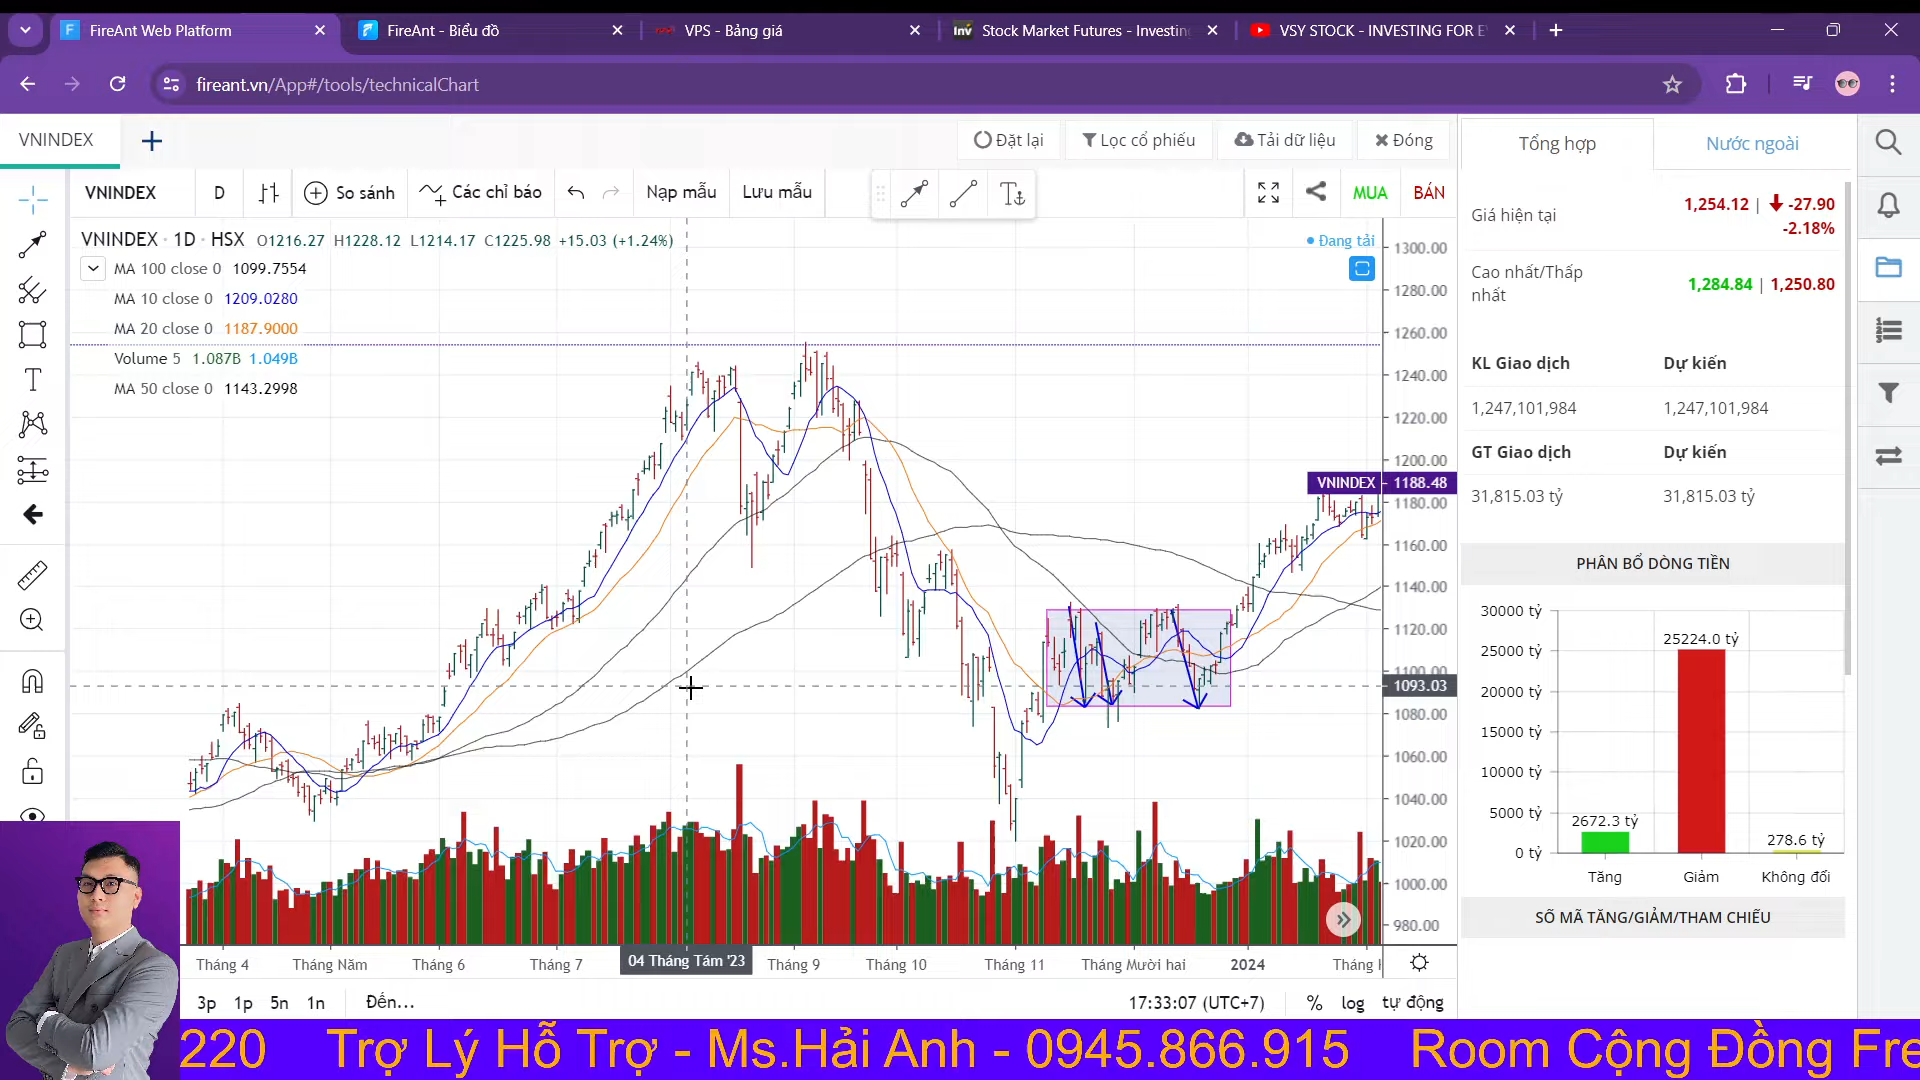 FireAnt Web Platform
FireAnt - Biểu đồ
VPS - Bảng giá
Stock Market Futures - Investin
VSY STOCK - INVESTING FOR E
fireant.vn/App#/tools/technicalChart
VNINDEX
Đặt lại
Lọc cổ phiếu
Tải dữ liệu
Đóng
Tổng hợp
Nước ngoài
VNINDEX
D
So sánh
Các chỉ báo
Nạp mẫu
Lưu mẫu
MUA
BÁN
VNINDEX · 1D · HSX O1216.27 H1228.12 L1214.17 C1225.98 +15.03 (+1.24%)
Đang tải
MA 100 close 0 1099.7554
MA 10 close 0 1209.0280
MA 20 close 0 1187.9000
Volume 5 1.087B 1.049B
MA 50 close 0 1143.2998
1300.00
1280.00
1260.00
1240.00
1220.00
1200.00
VNINDEX 1188.48
1180.00
1160.00
1140.00
1120.00
1100.00
1093.03
1080.00
1060.00
1040.00
1020.00
1000.00
980.00
Tháng 4
Tháng Năm
Tháng 6
Tháng 7
04 Tháng Tám '23
Tháng 9
Tháng 10
Tháng 11
Tháng Mười hai
2024
Tháng
3p 1p 5n 1n Đến...
17:33:07 (UTC+7) % log tự động
Giá hiện tại
1,254.12 | -27.90
-2.18%
Cao nhất/Thấp
nhất
1,284.84 | 1,250.80
KL Giao dịch Dự kiến
1,247,101,984 1,247,101,984
GT Giao dịch Dự kiến
31,815.03 tỷ 31,815.03 tỷ
PHÂN BỔ DÒNG TIỀN
30000 tỷ
25000 tỷ
20000 tỷ
15000 tỷ
10000 tỷ
5000 tỷ
0 tỷ
2672.3 tỷ
25224.0 tỷ
278.6 tỷ
Tăng
Giảm
Không đổi
SỐ MÃ TĂNG/GIẢM/THAM CHIẾU
220 Trợ Lý Hỗ Trợ - Ms.Hải Anh - 0945.866.915 Room Cộng Đồng Fre